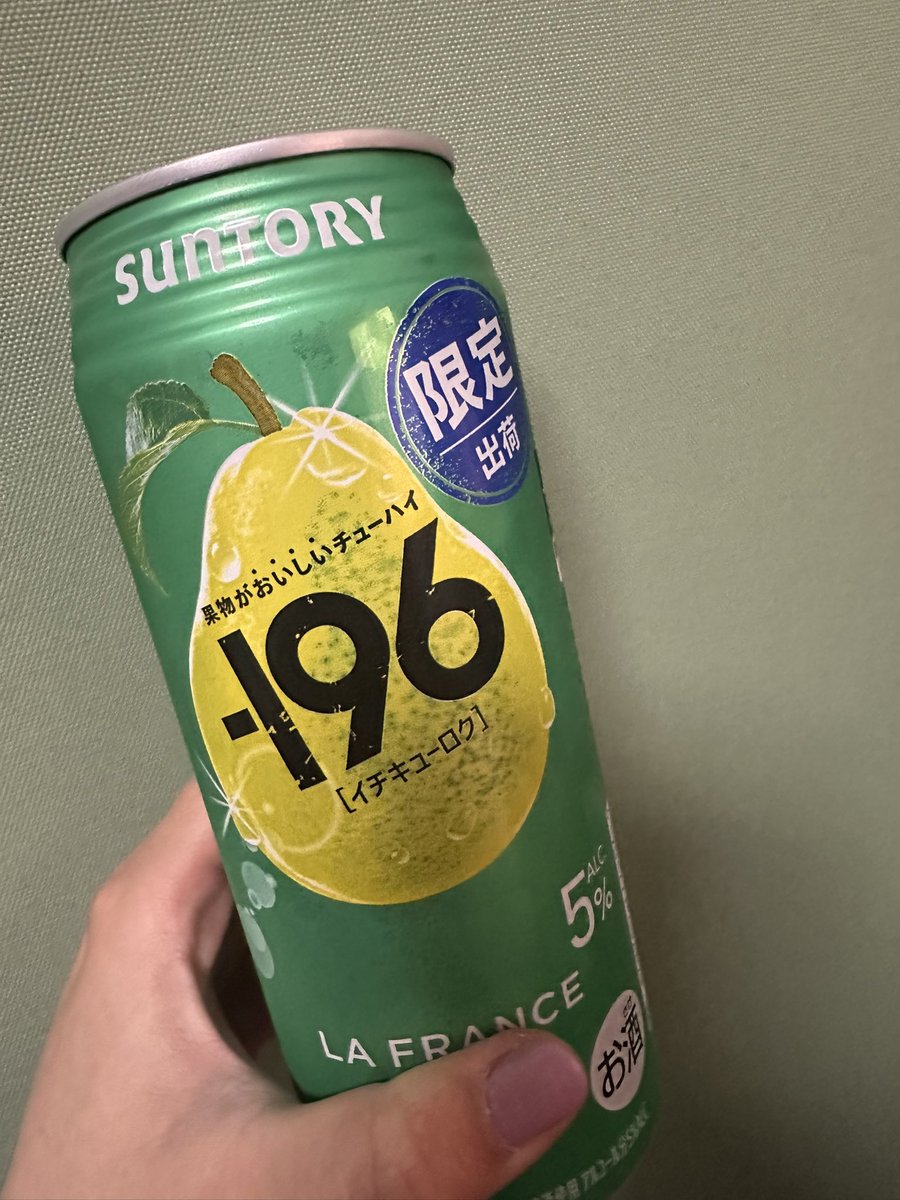 SUNTORY
限定
出荷
果物がおいしいチューハイ
-196
[イチキューロク]
ALC.
5%
LA FRANCE
お酒